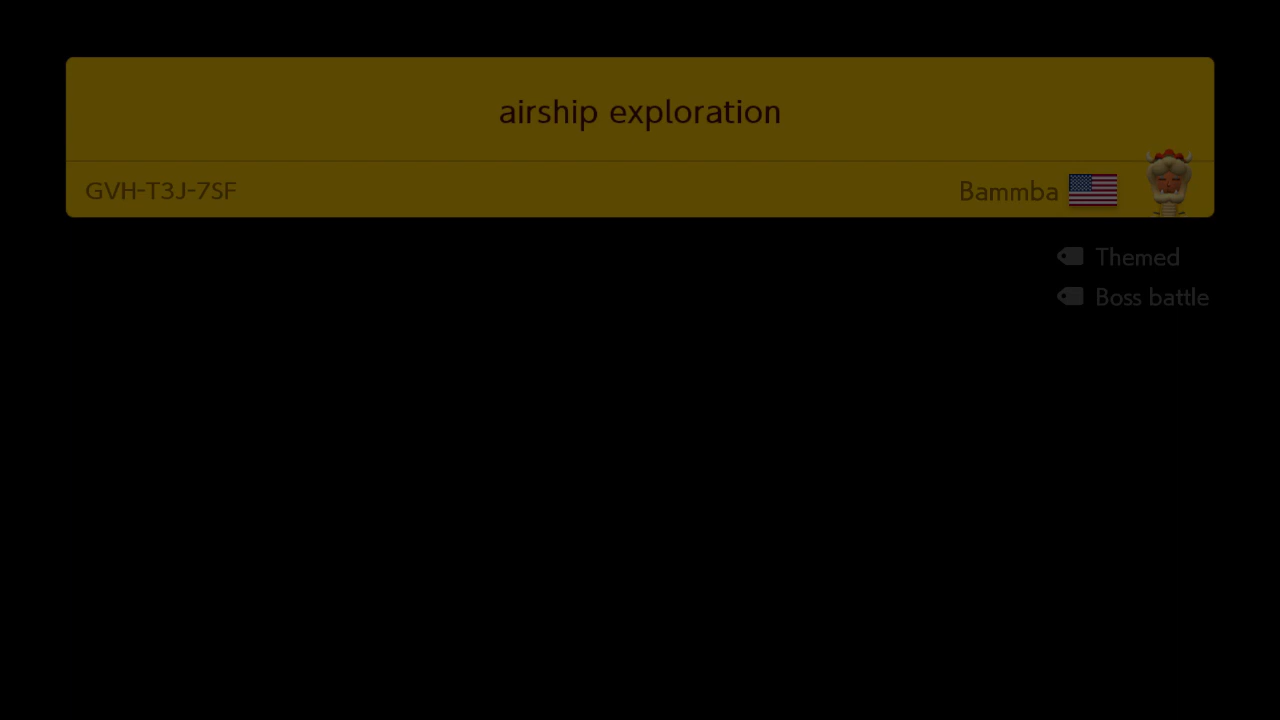 airship exploration
GVH-T3J-7SF
Bammba
Themed
Boss battle